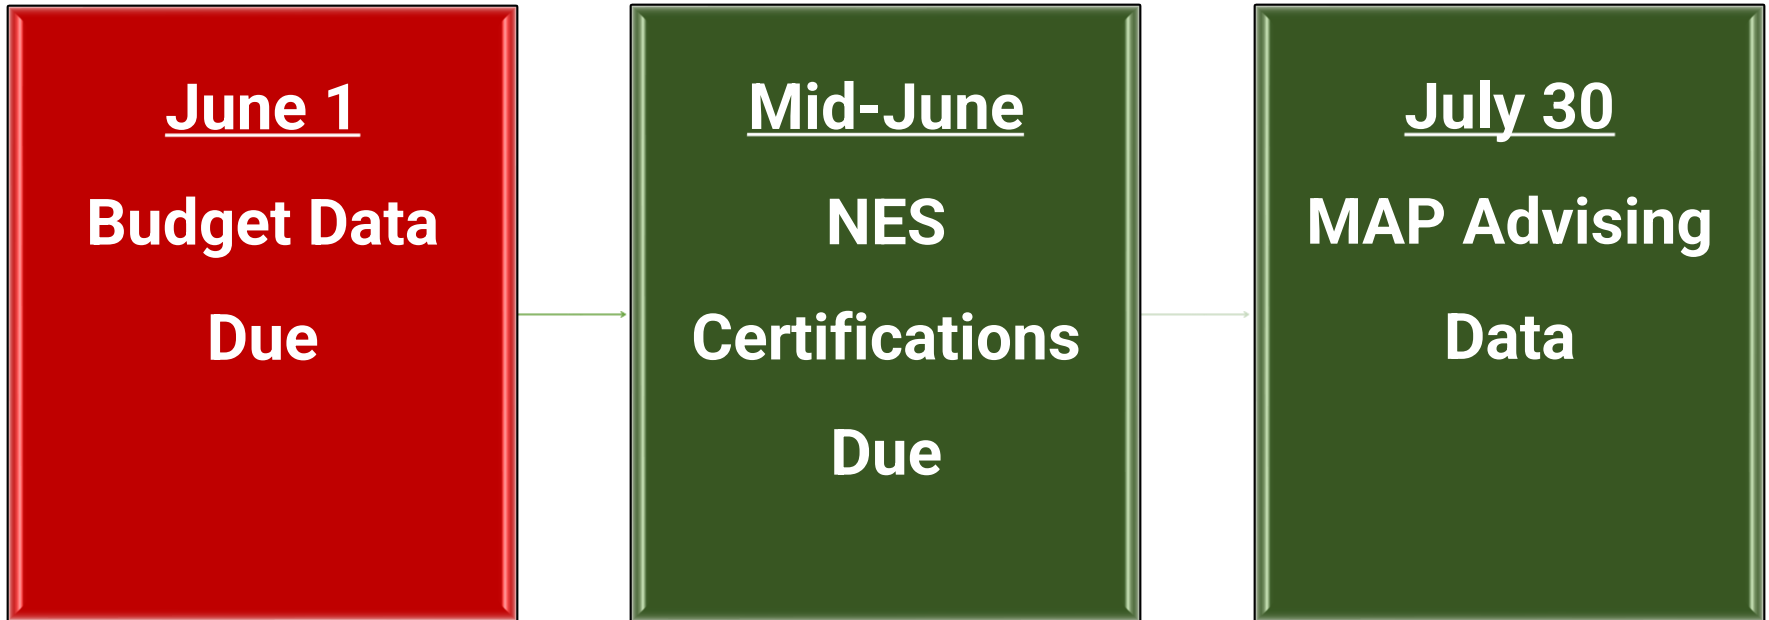 June 1
Budget Data
Due
Mid-June
NES
Certifications
Due
July 30
MAP Advising
Data